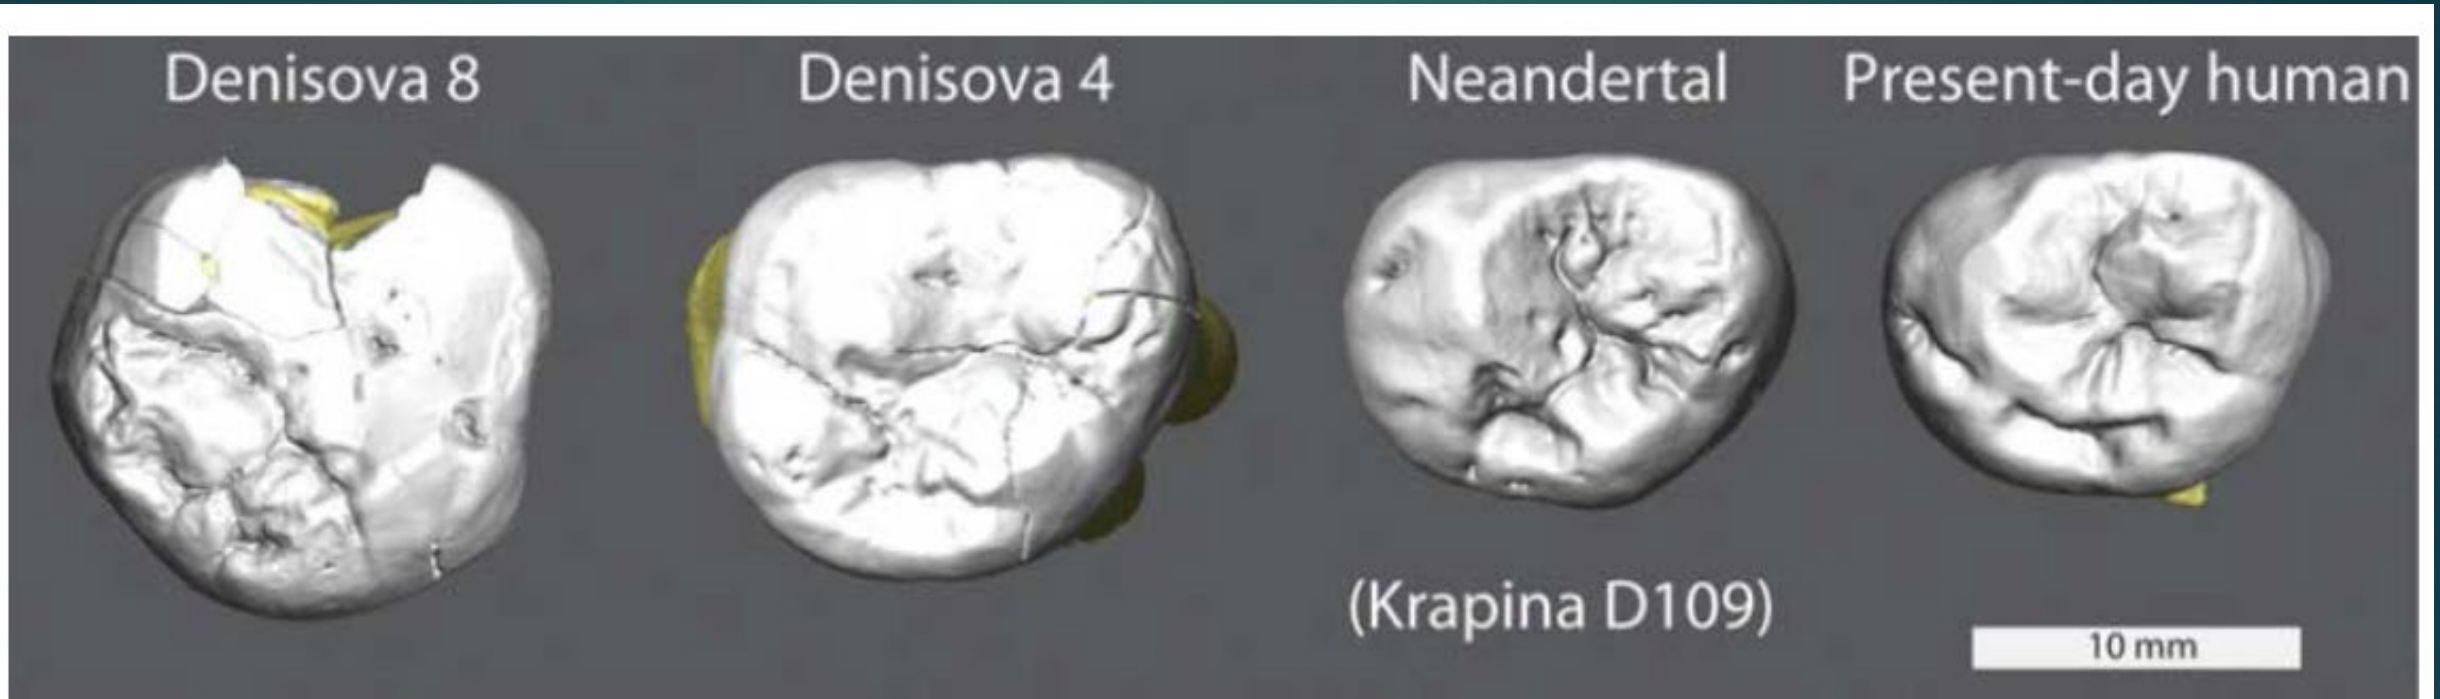 Denisova 8
Denisova 4
Neandertal
Present-day human
(Krapina D109)
10 mm